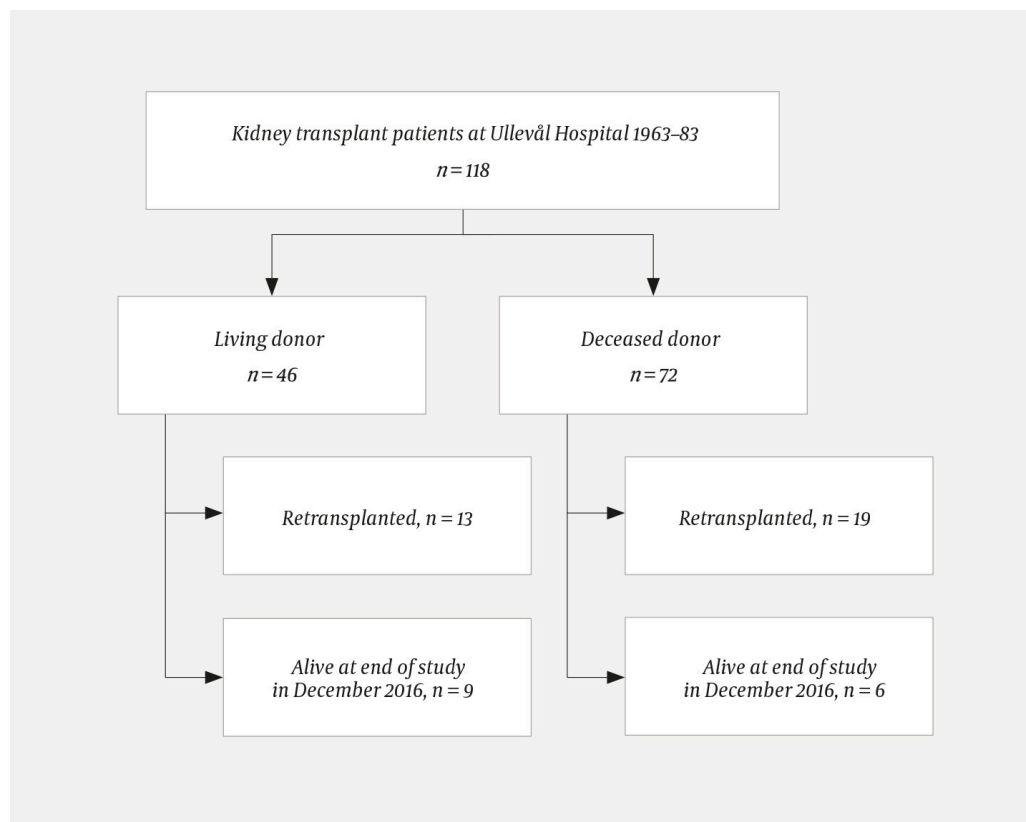 Kidney transplant patients at Ullevål Hospital 1963–83
n = 118
Living donor
n = 46
Deceased donor
n = 72
Retransplanted, n = 13
Retransplanted, n = 19
Alive at end of study
in December 2016, n = 9
Alive at end of study
in December 2016, n = 6